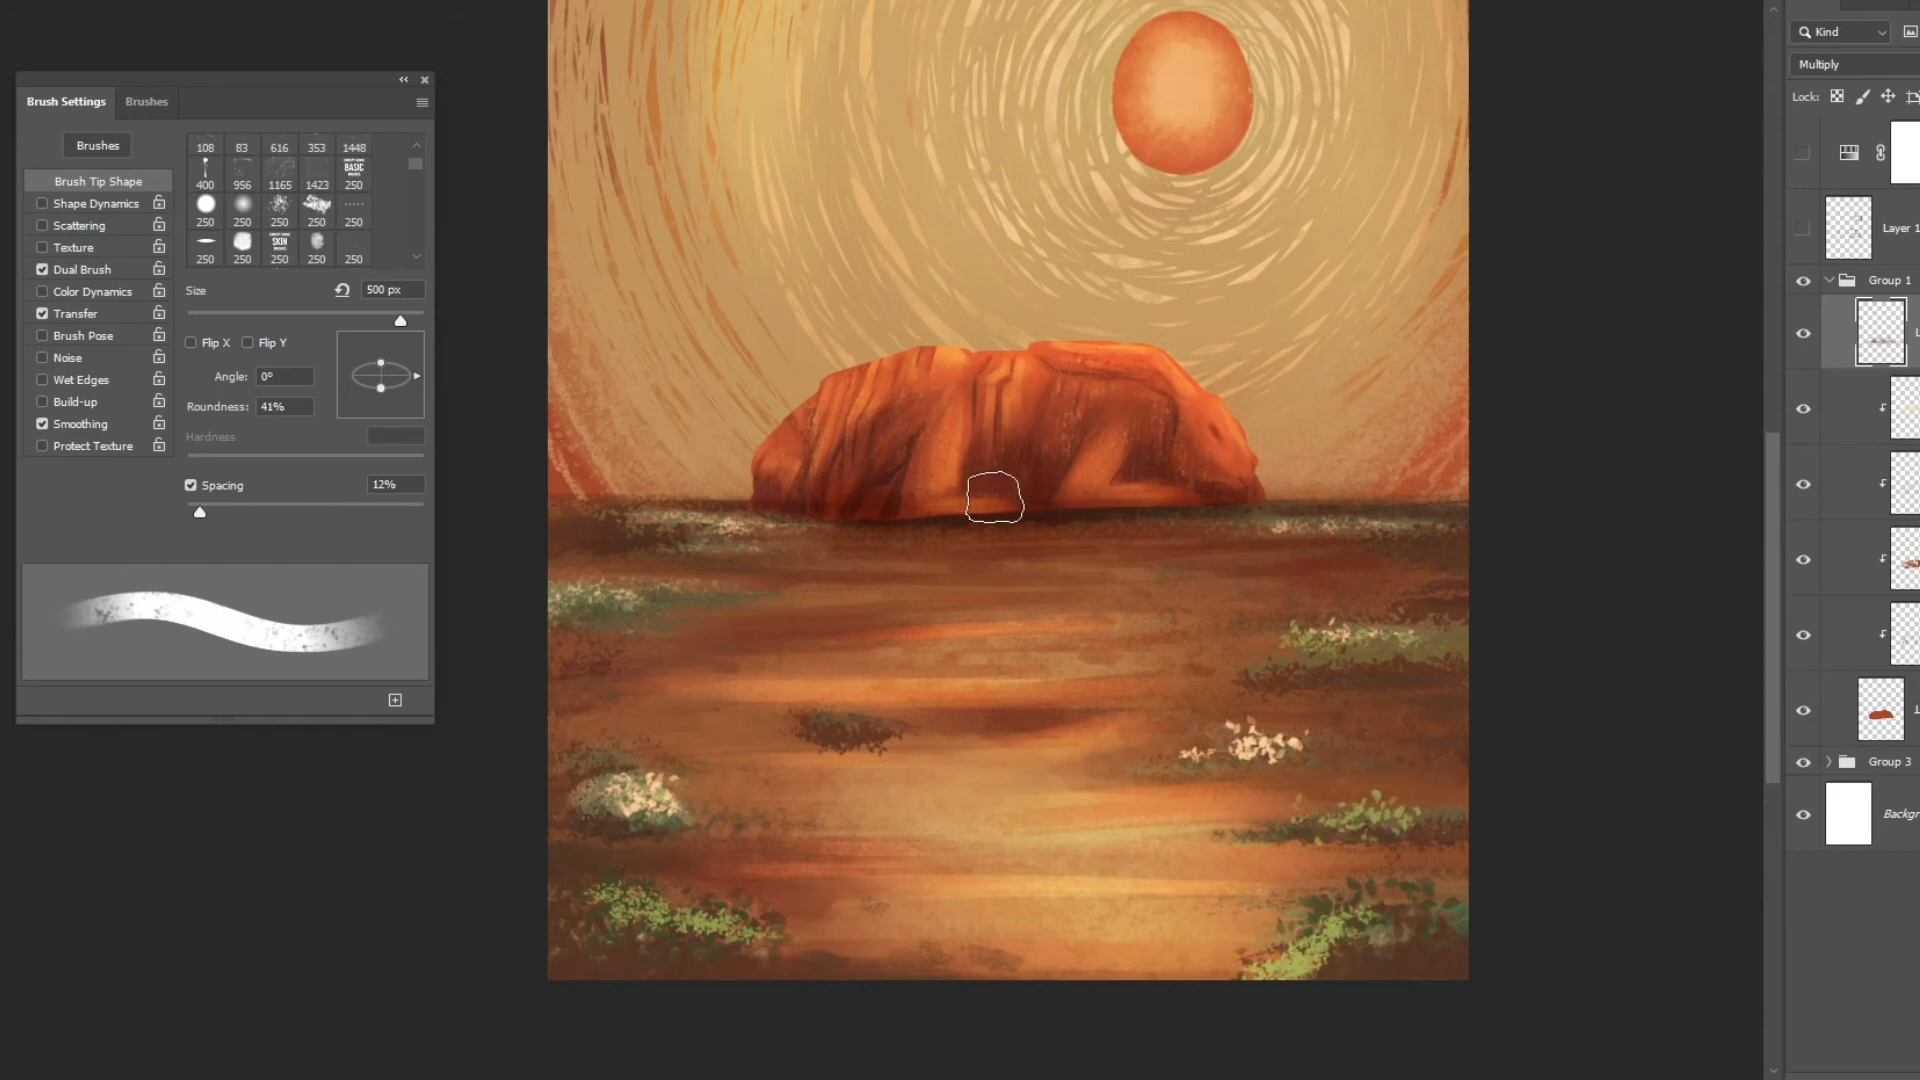 Brush Settings Brushes
Brushes
108 83 616 353 1448
BASIC
400 956 1165 1423 250
250 250 250 250 250
SKIN
250 250 250 250 250
Brush Tip Shape
Shape Dynamics
Scattering
Texture
Dual Brush
Color Dynamics
Transfer
Brush Pose
Noise
Wet Edges
Build-up
Smoothing
Protect Texture
Size 500 px
Flip X Flip Y
Angle: 0°
Roundness: 41%
Hardness
Spacing 12%
Kind
Multiply
Lock:
Layer 1
Group 1
L
Group 3
Backgr